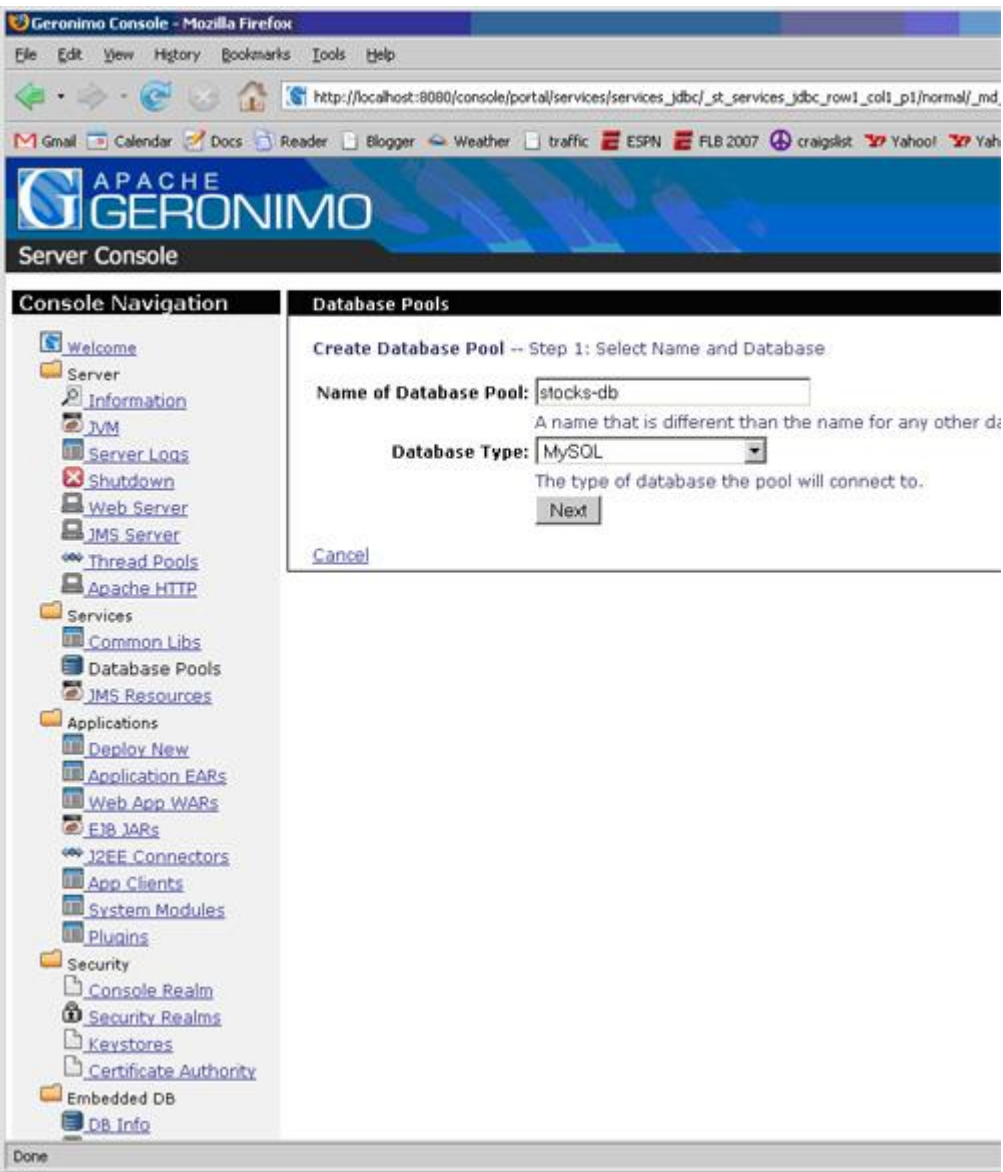 Geronimo Console - Mozilla Firefox
File Edit View History Bookmarks Tools Help
http://localhost:8080/console/portal/services/services_jdbc/_st_services_jdbc_row1_col1_p1/normal/_md_
Gmail Calendar Docs Reader Blogger Weather traffic ESPN FLB 2007 craigslist Yahoo! Yah
APACHE
GERONIMO
Server Console
Console Navigation
Welcome
Server
Information
JVM
Server Logs
Shutdown
Web Server
JMS Server
Thread Pools
Apache HTTP
Services
Common Libs
Database Pools
JMS Resources
Applications
Deploy New
Application EARs
Web App WARs
EJB JARs
J2EE Connectors
App Clients
System Modules
Plugins
Security
Console Realm
Security Realms
Keystores
Certificate Authority
Embedded DB
DB Info
Database Pools
Create Database Pool -- Step 1: Select Name and Database
Name of Database Pool: stocks-db
A name that is different than the name for any other da
Database Type: MySQL
The type of database the pool will connect to.
Next
Cancel
Done